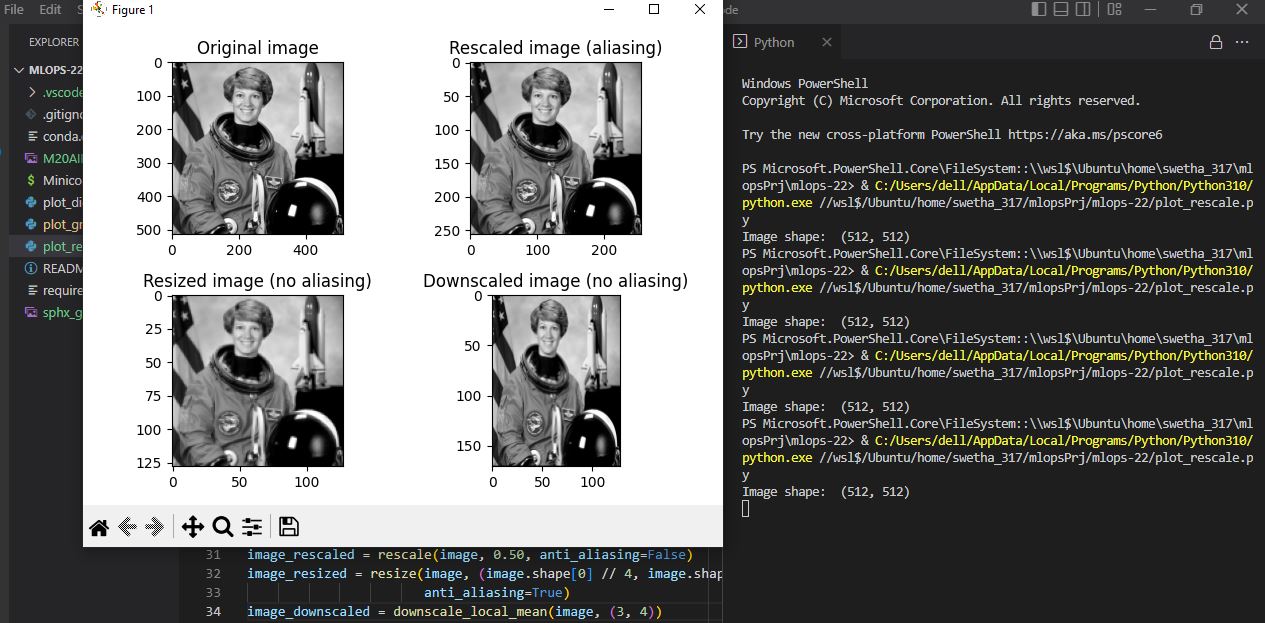 File Edit
Figure 1
de
EXPLORER
MLOPS-22
.vscode
.gitigno
conda.
M20AII
Minico
plot_di
plot_gr
plot_re
READM
require
sphx_g
Original image
Rescaled image (aliasing)
0
100
200
300
400
500
0 200 400
0
50
100
150
200
250
0 100 200
Resized image (no aliasing)
Downscaled image (no aliasing)
0
25
50
75
100
125
0 50 100
0
50
100
150
0 50 100
31 image_rescaled = rescale(image, 0.50, anti_aliasing=False)
32 image_resized = resize(image, (image.shape[0] // 4, image.shap
33 anti_aliasing=True)
34 image_downscaled = downscale_local_mean(image, (3, 4))
Python
Windows PowerShell
Copyright (C) Microsoft Corporation. All rights reserved.
Try the new cross-platform PowerShell https://aka.ms/pscore6
PS Microsoft.PowerShell.Core\FileSystem::\\wsl$\Ubuntu\home\swetha_317\ml
opsPrj\mlops-22> & C:/Users/dell/AppData/Local/Programs/Python/Python310/
python.exe //wsl$/Ubuntu/home/swetha_317/mlopsPrj/mlops-22/plot_rescale.p
y
Image shape:  (512, 512)
PS Microsoft.PowerShell.Core\FileSystem::\\wsl$\Ubuntu\home\swetha_317\ml
opsPrj\mlops-22> & C:/Users/dell/AppData/Local/Programs/Python/Python310/
python.exe //wsl$/Ubuntu/home/swetha_317/mlopsPrj/mlops-22/plot_rescale.p
y
Image shape:  (512, 512)
PS Microsoft.PowerShell.Core\FileSystem::\\wsl$\Ubuntu\home\swetha_317\ml
opsPrj\mlops-22> & C:/Users/dell/AppData/Local/Programs/Python/Python310/
python.exe //wsl$/Ubuntu/home/swetha_317/mlopsPrj/mlops-22/plot_rescale.p
y
Image shape:  (512, 512)
PS Microsoft.PowerShell.Core\FileSystem::\\wsl$\Ubuntu\home\swetha_317\ml
opsPrj\mlops-22> & C:/Users/dell/AppData/Local/Programs/Python/Python310/
python.exe //wsl$/Ubuntu/home/swetha_317/mlopsPrj/mlops-22/plot_rescale.p
y
Image shape:  (512, 512)